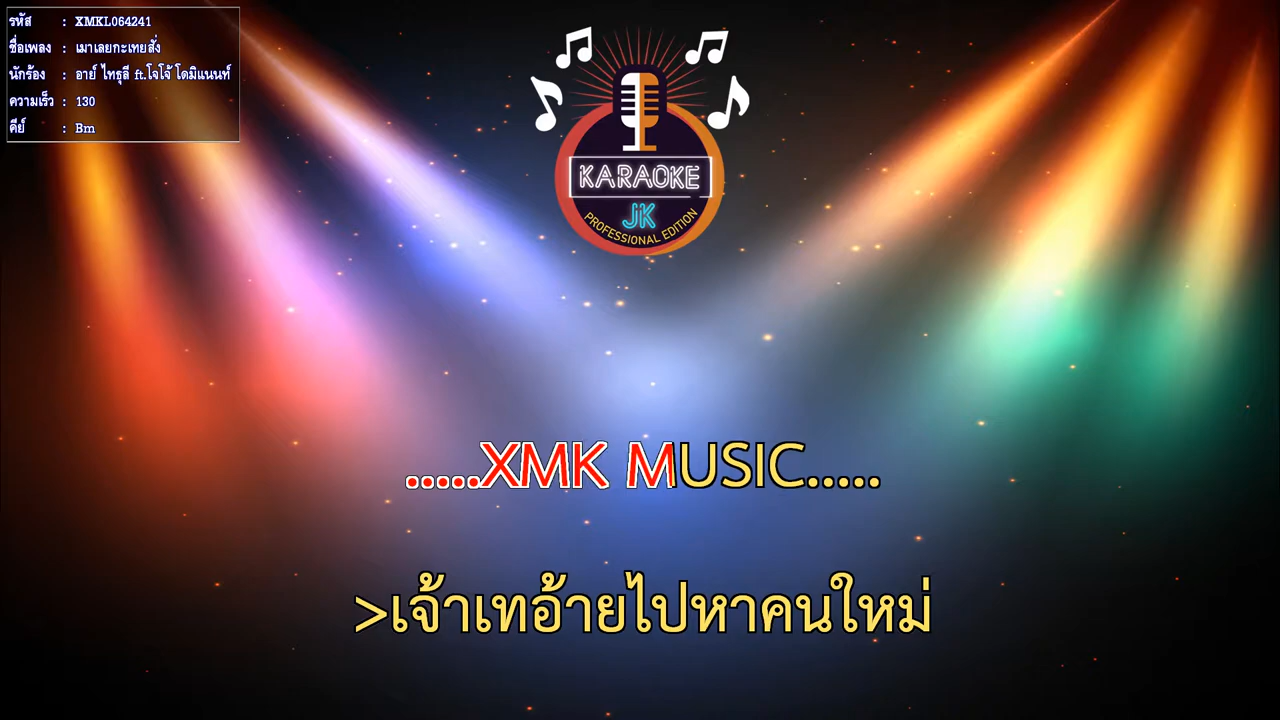 รหัส : XMKL064241
ชื่อเพลง : เมาเลยกะเทยสั่ง
นักร้อง : อาย์ ไทธุลี ft.โจโจ้ โดมิแนนท์
ความเร็ว : 130
คีย์ : Bm
KARAOKE
JK
PROFESSIONAL EDITION
.....XMK MUSIC.....
>เจ้าเทอ้ายไปหาคนใหม่